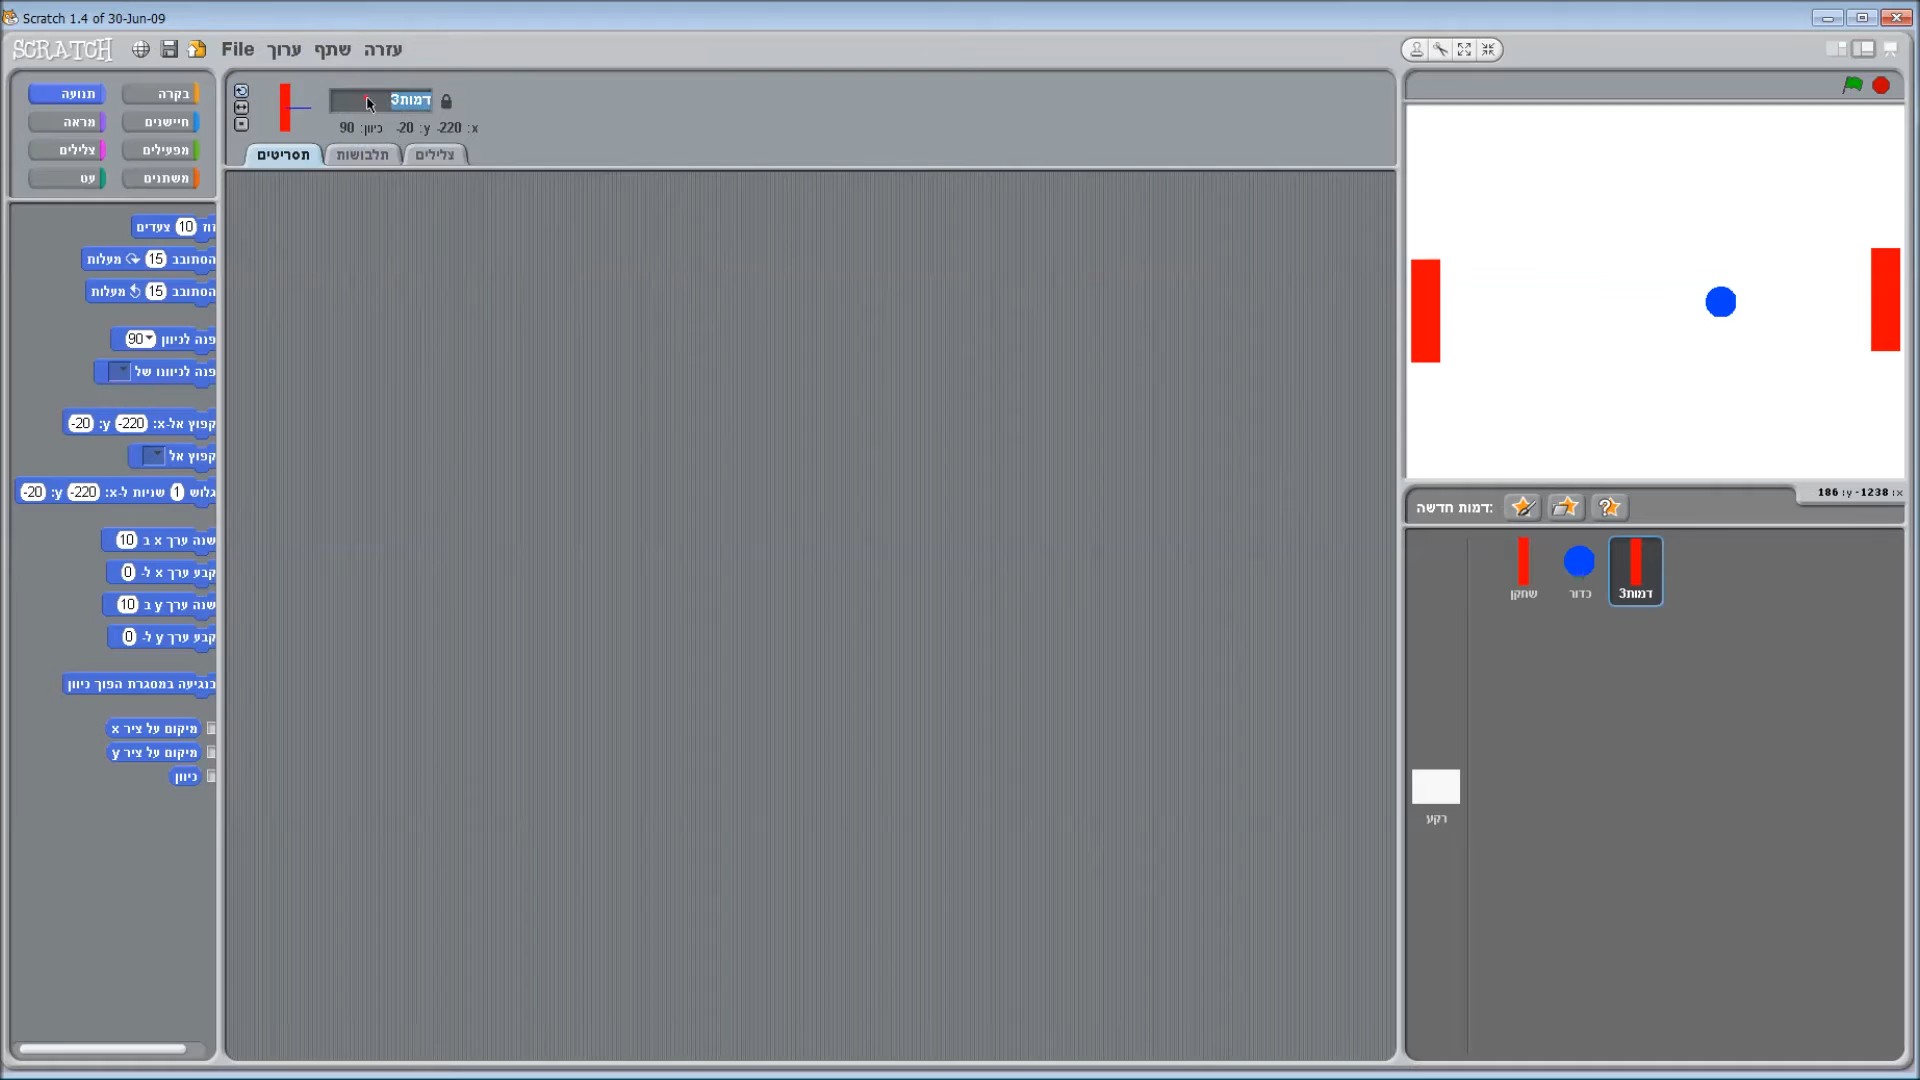 Scratch 1.4 of 30-Jun-09
SCRATCH File ערוך שתף עזרה
בקרה תנועה
חיישנים מראה
מפעילים צלילים
משתנים עט
דמות3
x: -220 y: -20 כיוון: 90
תסריטים תלבושות צלילים
זוז 10 צעדים
הסתובב 15 מעלות
הסתובב 15 מעלות
פנה לכיוון 90
פנה לכיוונו של
קפוץ אל-x: -220 y: -20
קפוץ אל
גלוש 1 שניות ל-x: -220 y: -20
שנה ערך x ב 10
קבע ערך x ל- 0
שנה ערך y ב 10
קבע ערך y ל- 0
בנגיעה במסגרת הפוך כיוון
מיקום על ציר x
מיקום על ציר y
כיוון
x: -1238 y: 186
דמות חדשה:
שחקן כדור דמות3
רקע